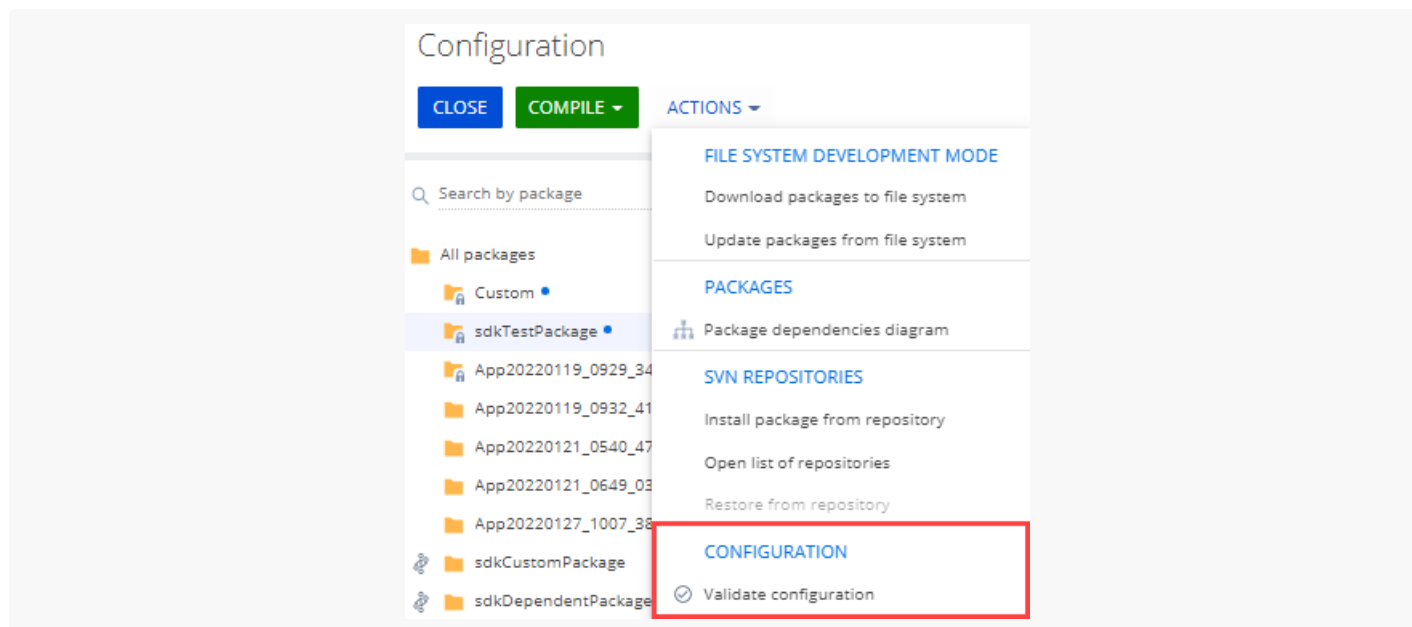 Configuration
CLOSE
COMPILE
ACTIONS
Search by package
All packages
Custom
sdkTestPackage
App20220119_0929_34
App20220119_0932_41
App20220121_0540_47
App20220121_0649_03
App20220127_1007_38
sdkCustomPackage
sdkDependentPackage
FILE SYSTEM DEVELOPMENT MODE
Download packages to file system
Update packages from file system
PACKAGES
Package dependencies diagram
SVN REPOSITORIES
Install package from repository
Open list of repositories
Restore from repository
CONFIGURATION
Validate configuration